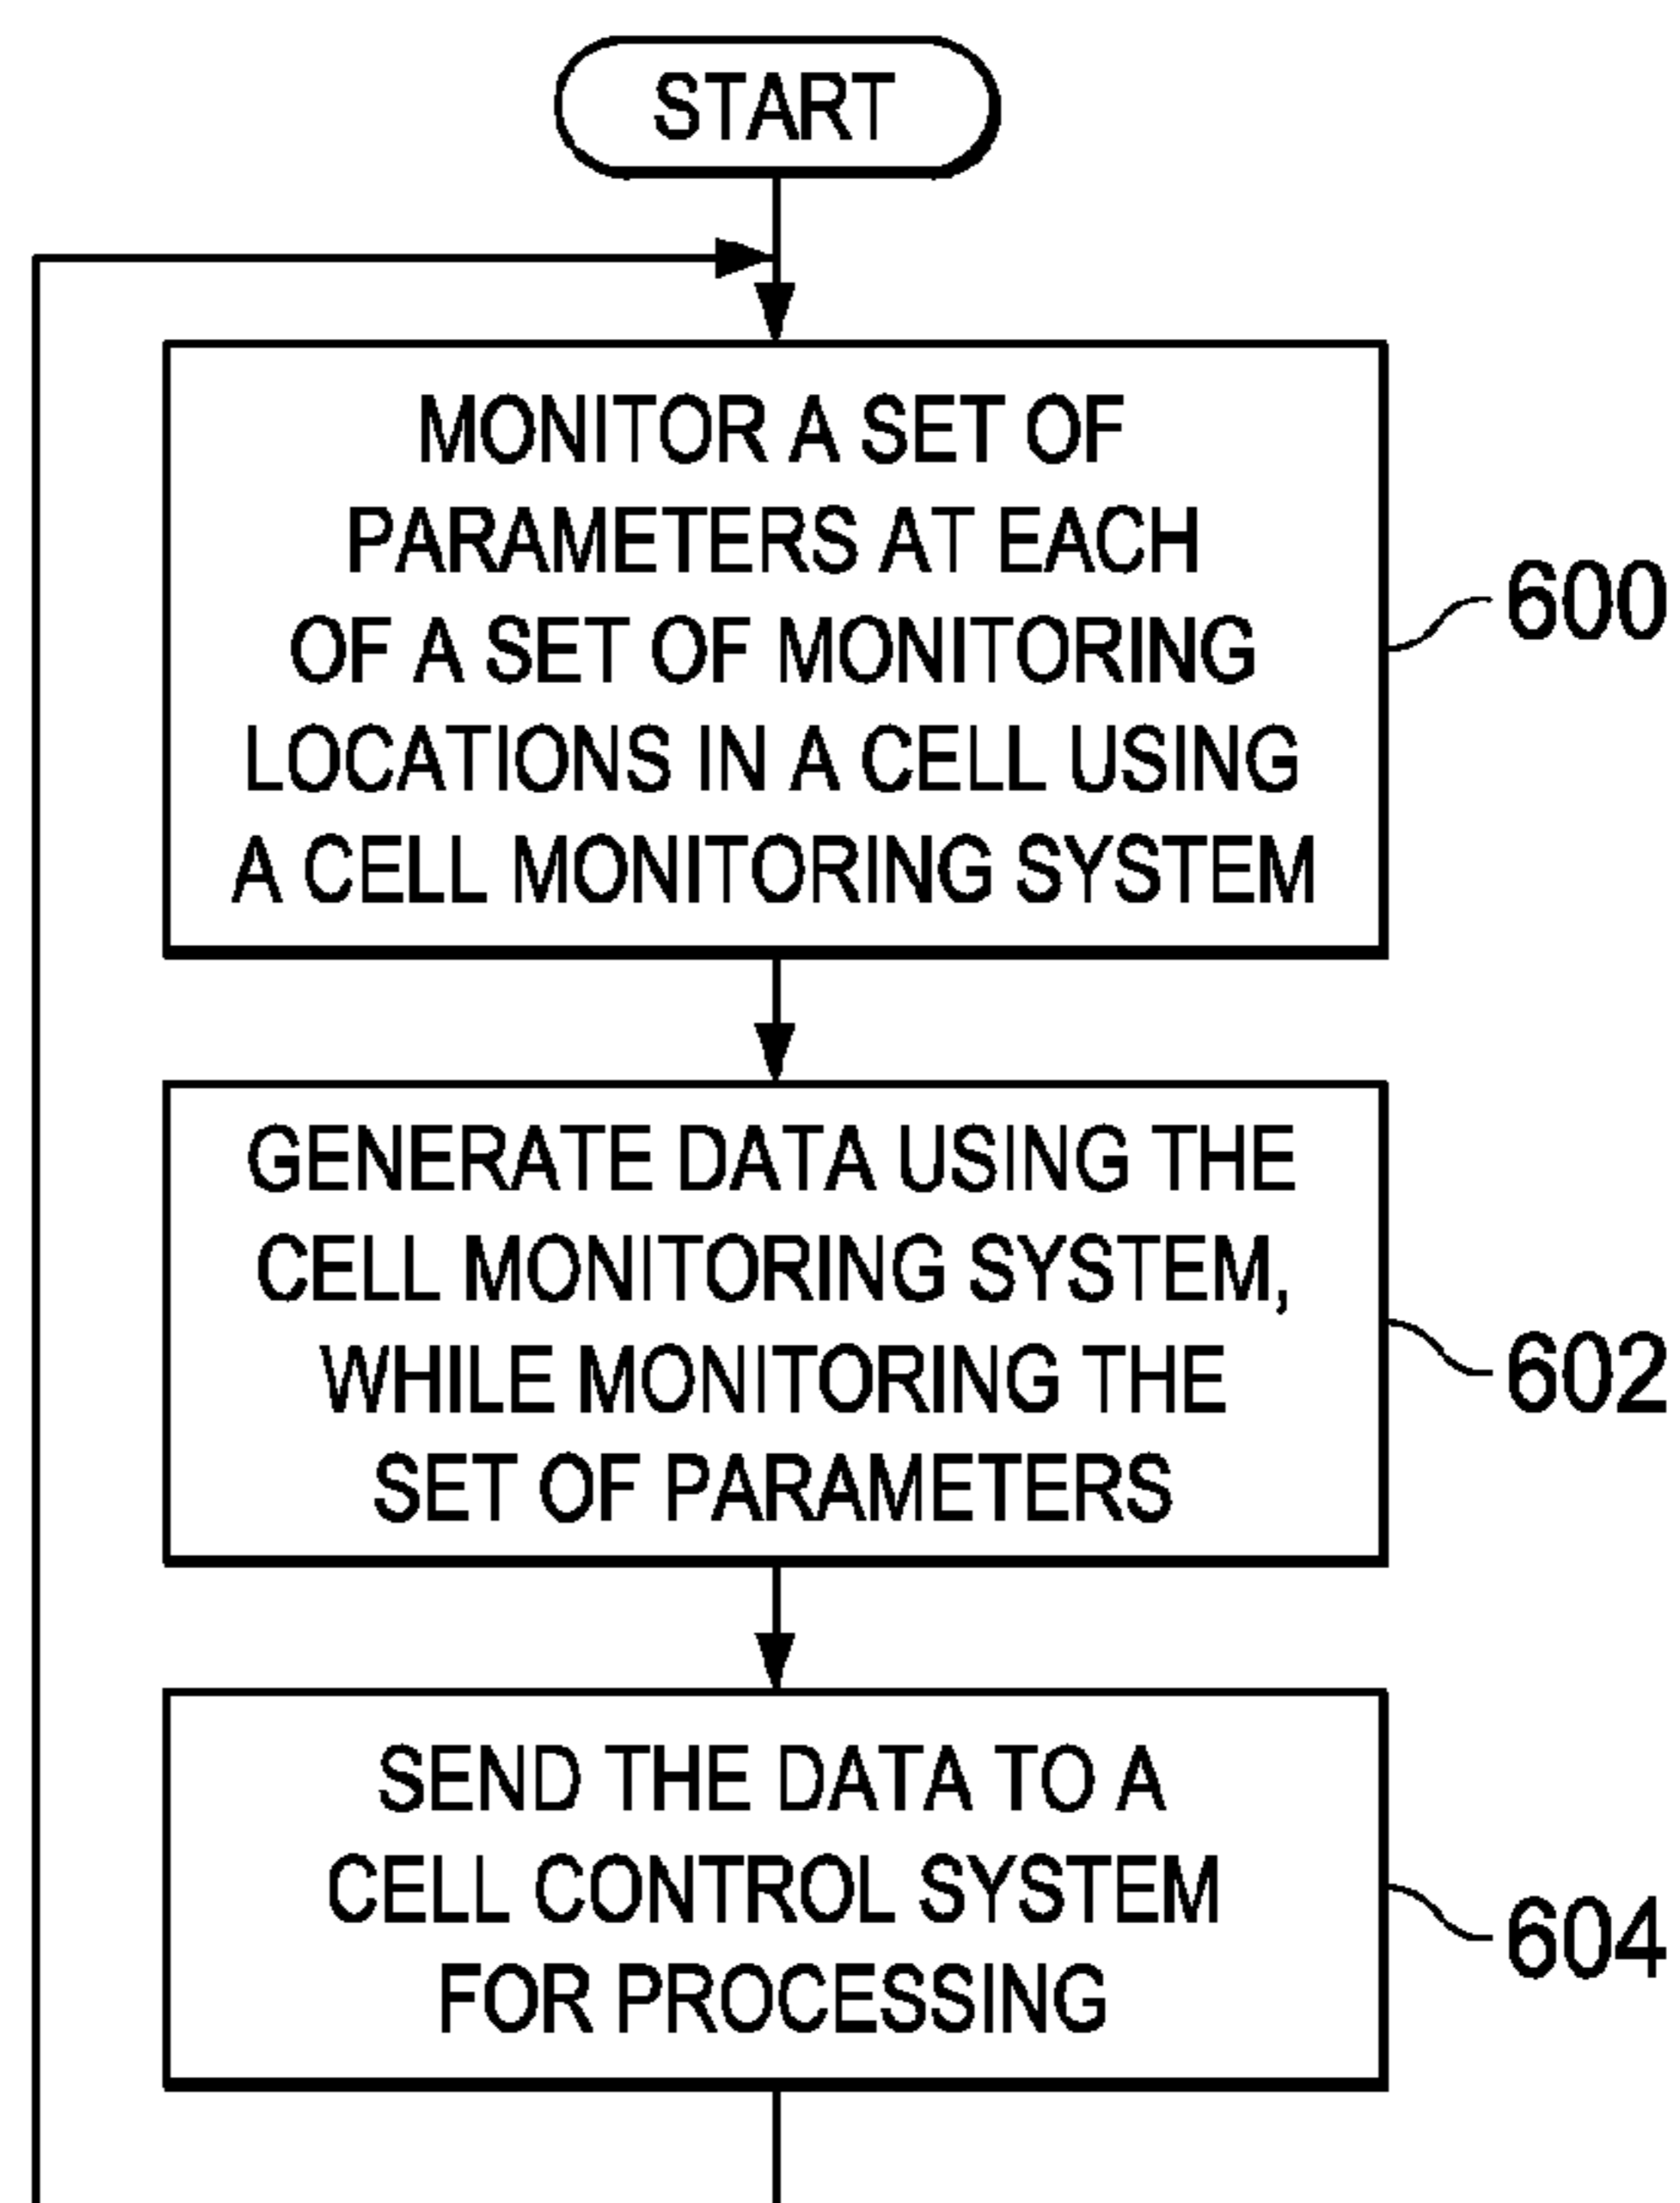 START
MONITOR A SET OF
PARAMETERS AT EACH
OF A SET OF MONITORING
LOCATIONS IN A CELL USING
A CELL MONITORING SYSTEM
600
GENERATE DATA USING THE
CELL MONITORING SYSTEM,
WHILE MONITORING THE
SET OF PARAMETERS
602
SEND THE DATA TO A
CELL CONTROL SYSTEM
FOR PROCESSING
604